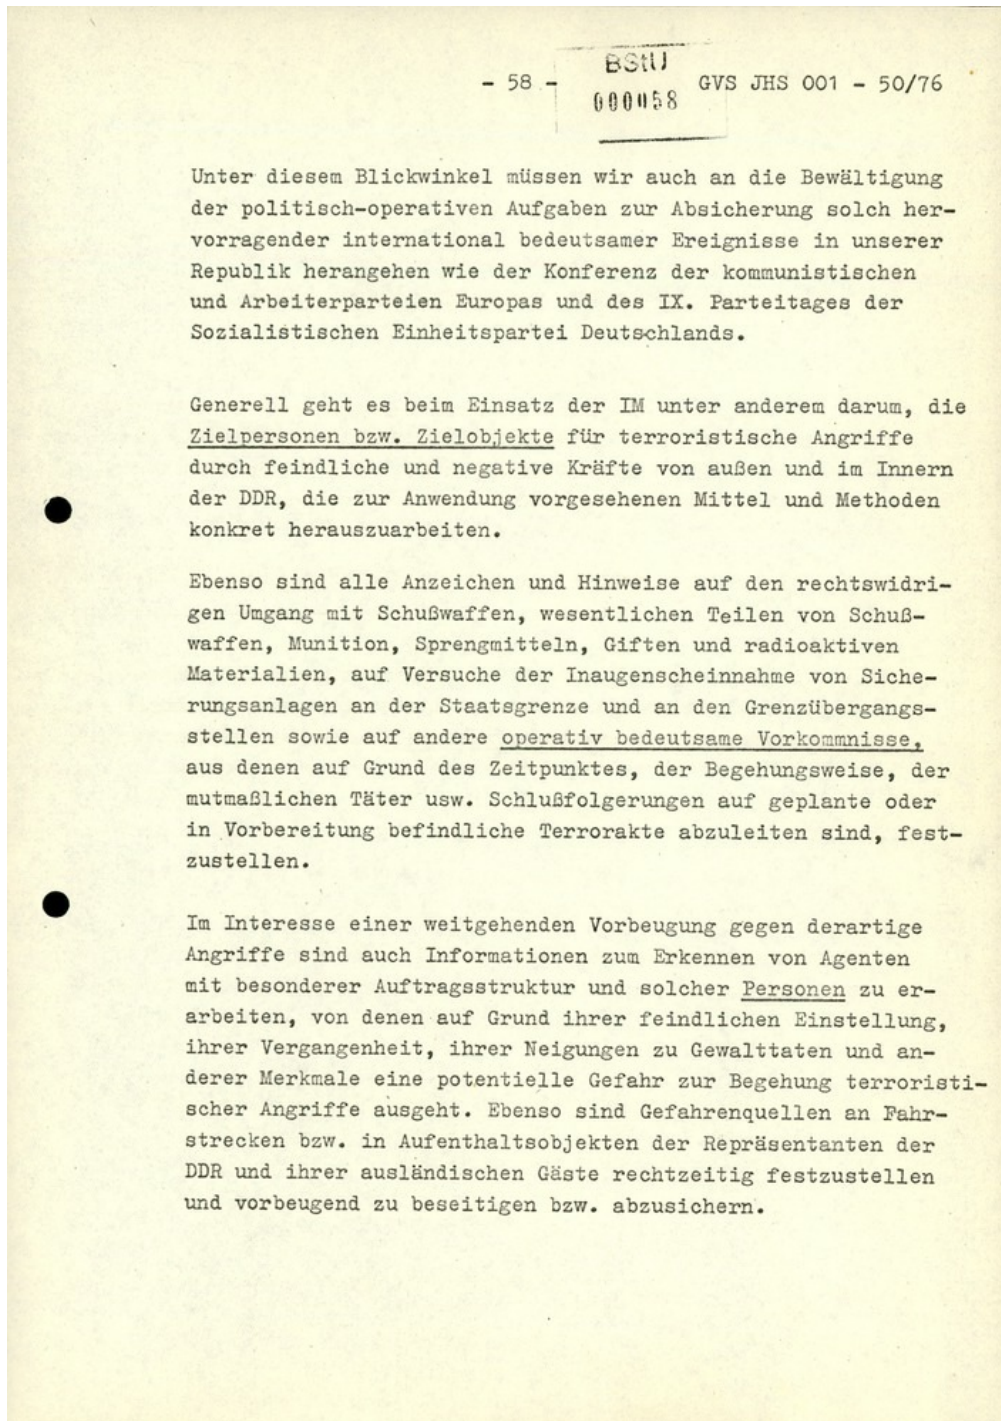 - 58 -
BStU
000058
GVS JHS 001 - 50/76
Unter diesem Blickwinkel müssen wir auch an die Bewältigung
der politisch-operativen Aufgaben zur Absicherung solch her-
vorragender international bedeutsamer Ereignisse in unserer
Republik herangehen wie der Konferenz der kommunistischen
und Arbeiterparteien Europas und des IX. Parteitages der
Sozialistischen Einheitspartei Deutschlands.
Generell geht es beim Einsatz der IM unter anderem darum, die
Zielpersonen bzw. Zielobjekte für terroristische Angriffe
durch feindliche und negative Kräfte von außen und im Innern
der DDR, die zur Anwendung vorgesehenen Mittel und Methoden
konkret herauszuarbeiten.
Ebenso sind alle Anzeichen und Hinweise auf den rechtswidri-
gen Umgang mit Schußwaffen, wesentlichen Teilen von Schuß-
waffen, Munition, Sprengmitteln, Giften und radioaktiven
Materialien, auf Versuche der Inaugenscheinnahme von Siche-
rungsanlagen an der Staatsgrenze und an den Grenzübergangs-
stellen sowie auf andere operativ bedeutsame Vorkommnisse,
aus denen auf Grund des Zeitpunktes, der Begehungsweise, der
mutmaßlichen Täter usw. Schlußfolgerungen auf geplante oder
in Vorbereitung befindliche Terrorakte abzuleiten sind, fest-
zustellen.
Im Interesse einer weitgehenden Vorbeugung gegen derartige
Angriffe sind auch Informationen zum Erkennen von Agenten
mit besonderer Auftragsstruktur und solcher Personen zu er-
arbeiten, von denen auf Grund ihrer feindlichen Einstellung,
ihrer Vergangenheit, ihrer Neigungen zu Gewalttaten und an-
derer Merkmale eine potentielle Gefahr zur Begehung terroristi-
scher Angriffe ausgeht. Ebenso sind Gefahrenquellen an Fahr-
strecken bzw. in Aufenthaltsobjekten der Repräsentanten der
DDR und ihrer ausländischen Gäste rechtzeitig festzustellen
und vorbeugend zu beseitigen bzw. abzusichern.